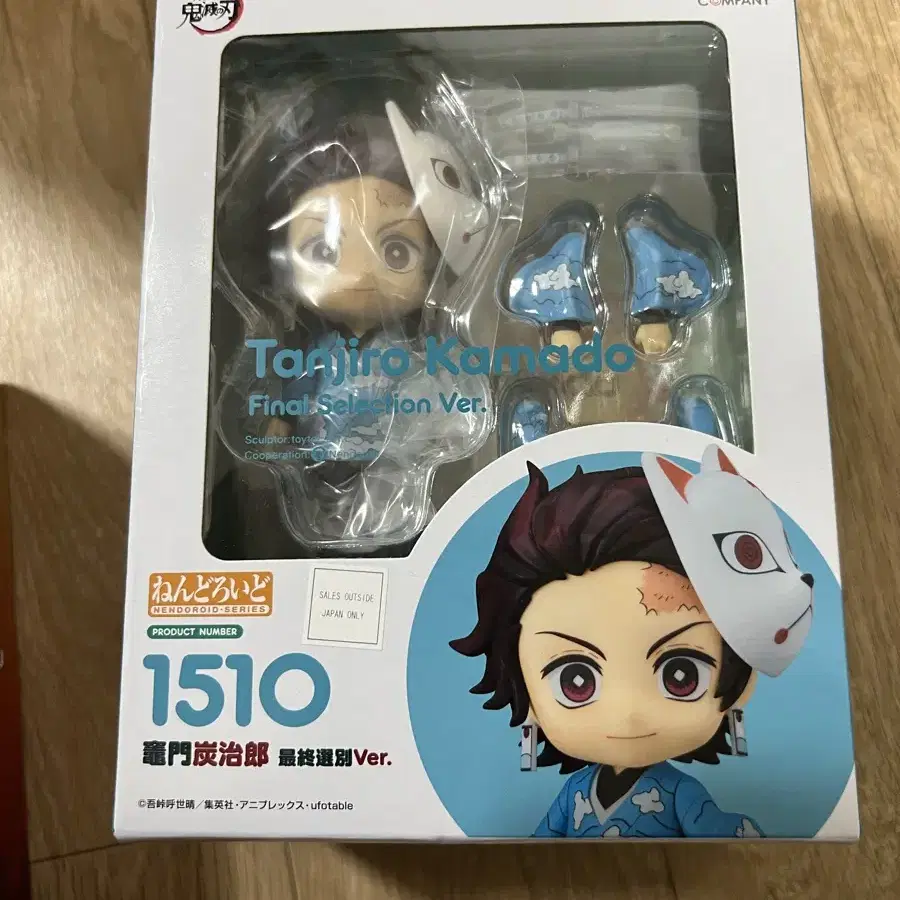 鬼滅の刃
COMPANY
Tanjiro Kamado
Final Selection Ver.
Sculptor:
Cooperation:
ねんどろいど
NENDOROID・SERIES
SALES OUTSIDE
JAPAN ONLY
PRODUCT NUMBER
1510
竈門炭治郎 最終選別Ver.
©吾峠呼世晴／集英社・アニプレックス・ufotable